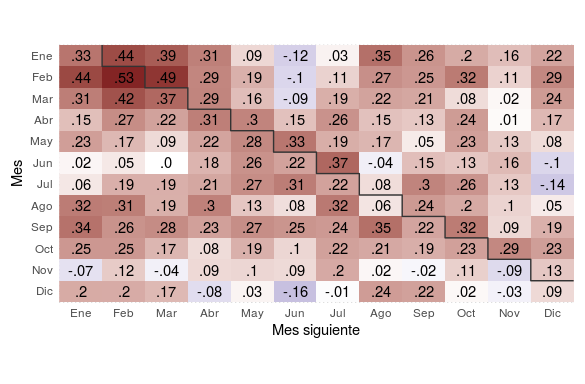 Ene .33 .44 .39 .31 .09 -.12 .03 .35 .26 .2 .16 .22
Feb .44 .53 .49 .29 .19 -.1 .11 .27 .25 .32 .11 .29
Mar .31 .42 .37 .29 .16 -.09 .19 .22 .21 .08 .02 .24
Abr .15 .27 .22 .31 .3 .15 .26 .15 .13 .24 .01 .17
May .23 .17 .09 .22 .28 .33 .19 .17 .05 .23 .13 .08
Jun .02 .05 .0 .18 .26 .22 .37 -.04 .15 .13 .16 -.1
Jul .06 .19 .19 .21 .27 .31 .22 .08 .3 .26 .13 -.14
Ago .32 .31 .19 .3 .13 .08 .32 .06 .24 .2 .1 .05
Sep .34 .26 .28 .23 .27 .25 .24 .35 .22 .32 .09 .19
Oct .25 .25 .17 .08 .19 .1 .22 .21 .19 .23 .29 .23
Nov -.07 .12 -.04 .09 .1 .09 .2 .02 -.02 .11 -.09 .13
Dic .2 .2 .17 -.08 .03 -.16 -.01 .24 .22 .02 -.03 .09
Ene Feb Mar Abr May Jun Jul Ago Sep Oct Nov Dic
Mes siguiente
Mes